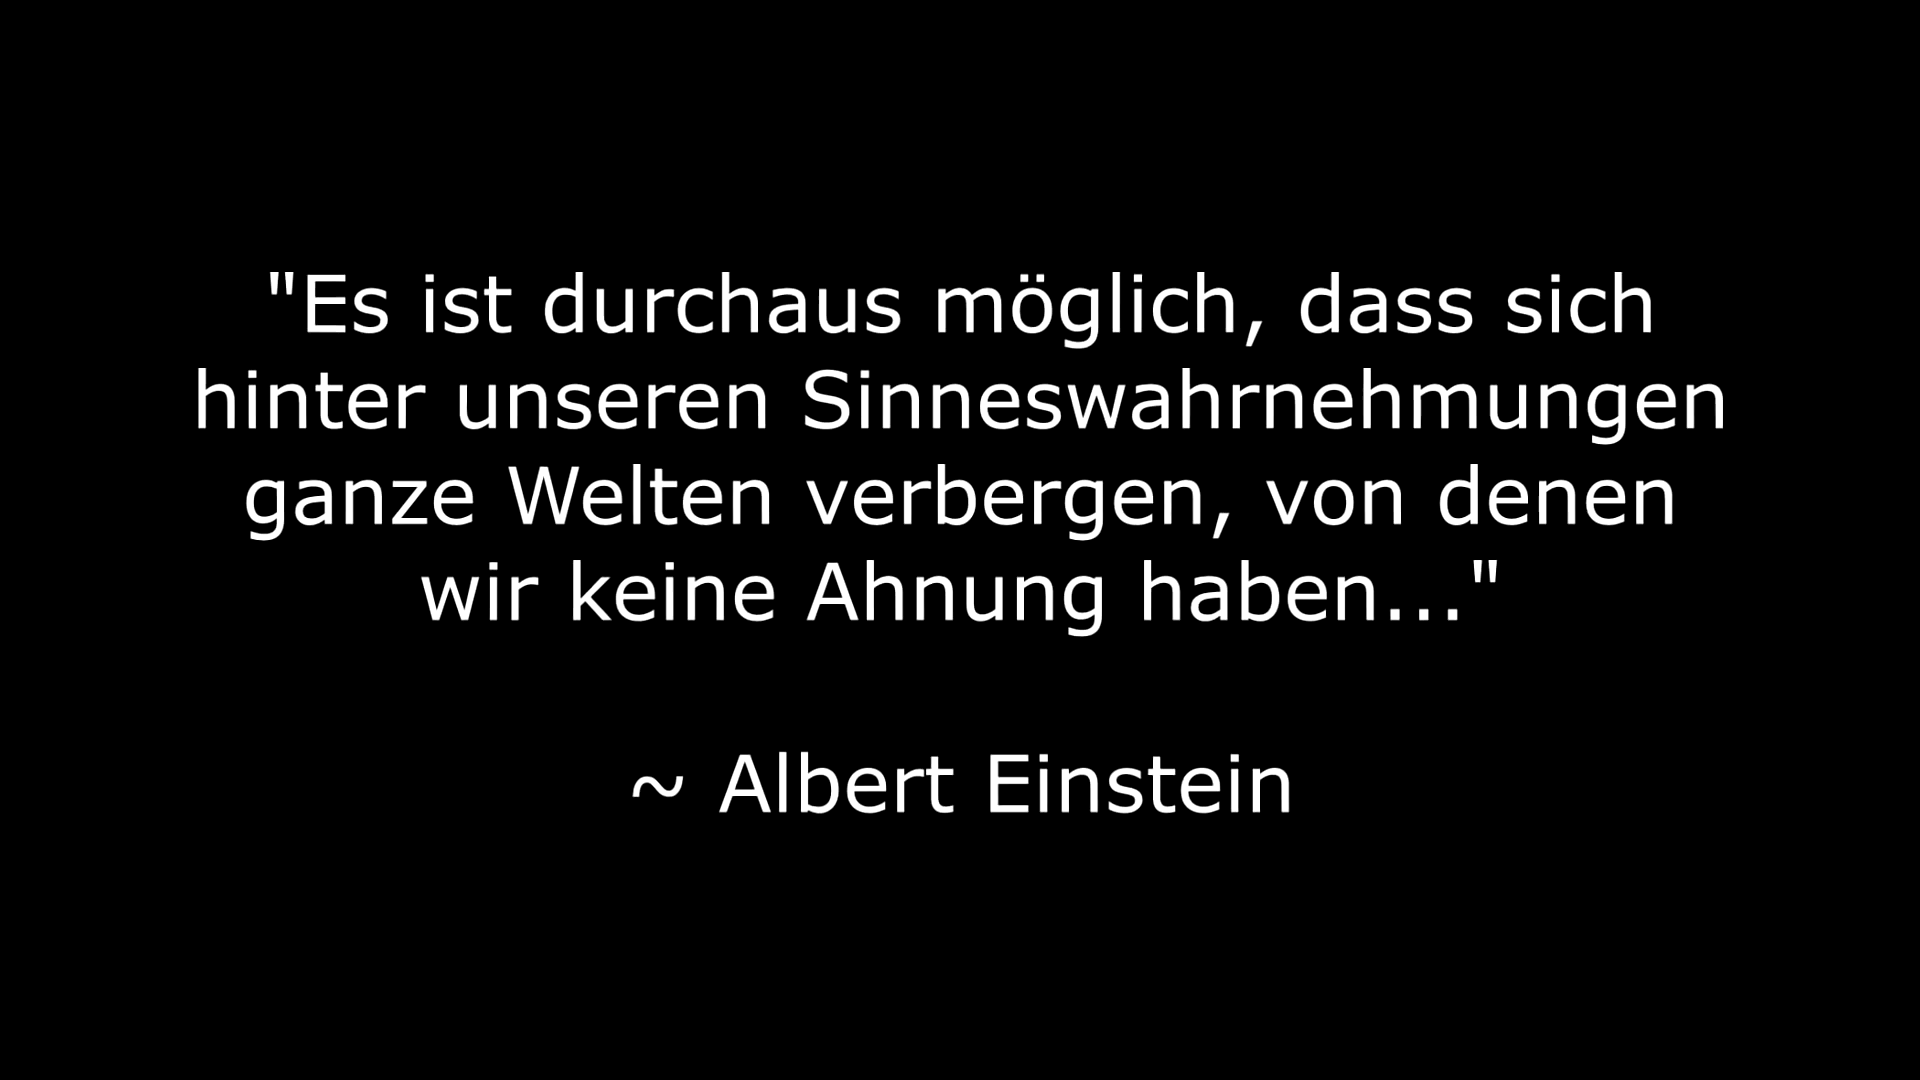 "Es ist durchaus möglich, dass sich
hinter unseren Sinneswahrnehmungen
ganze Welten verbergen, von denen
wir keine Ahnung haben..."
~ Albert Einstein